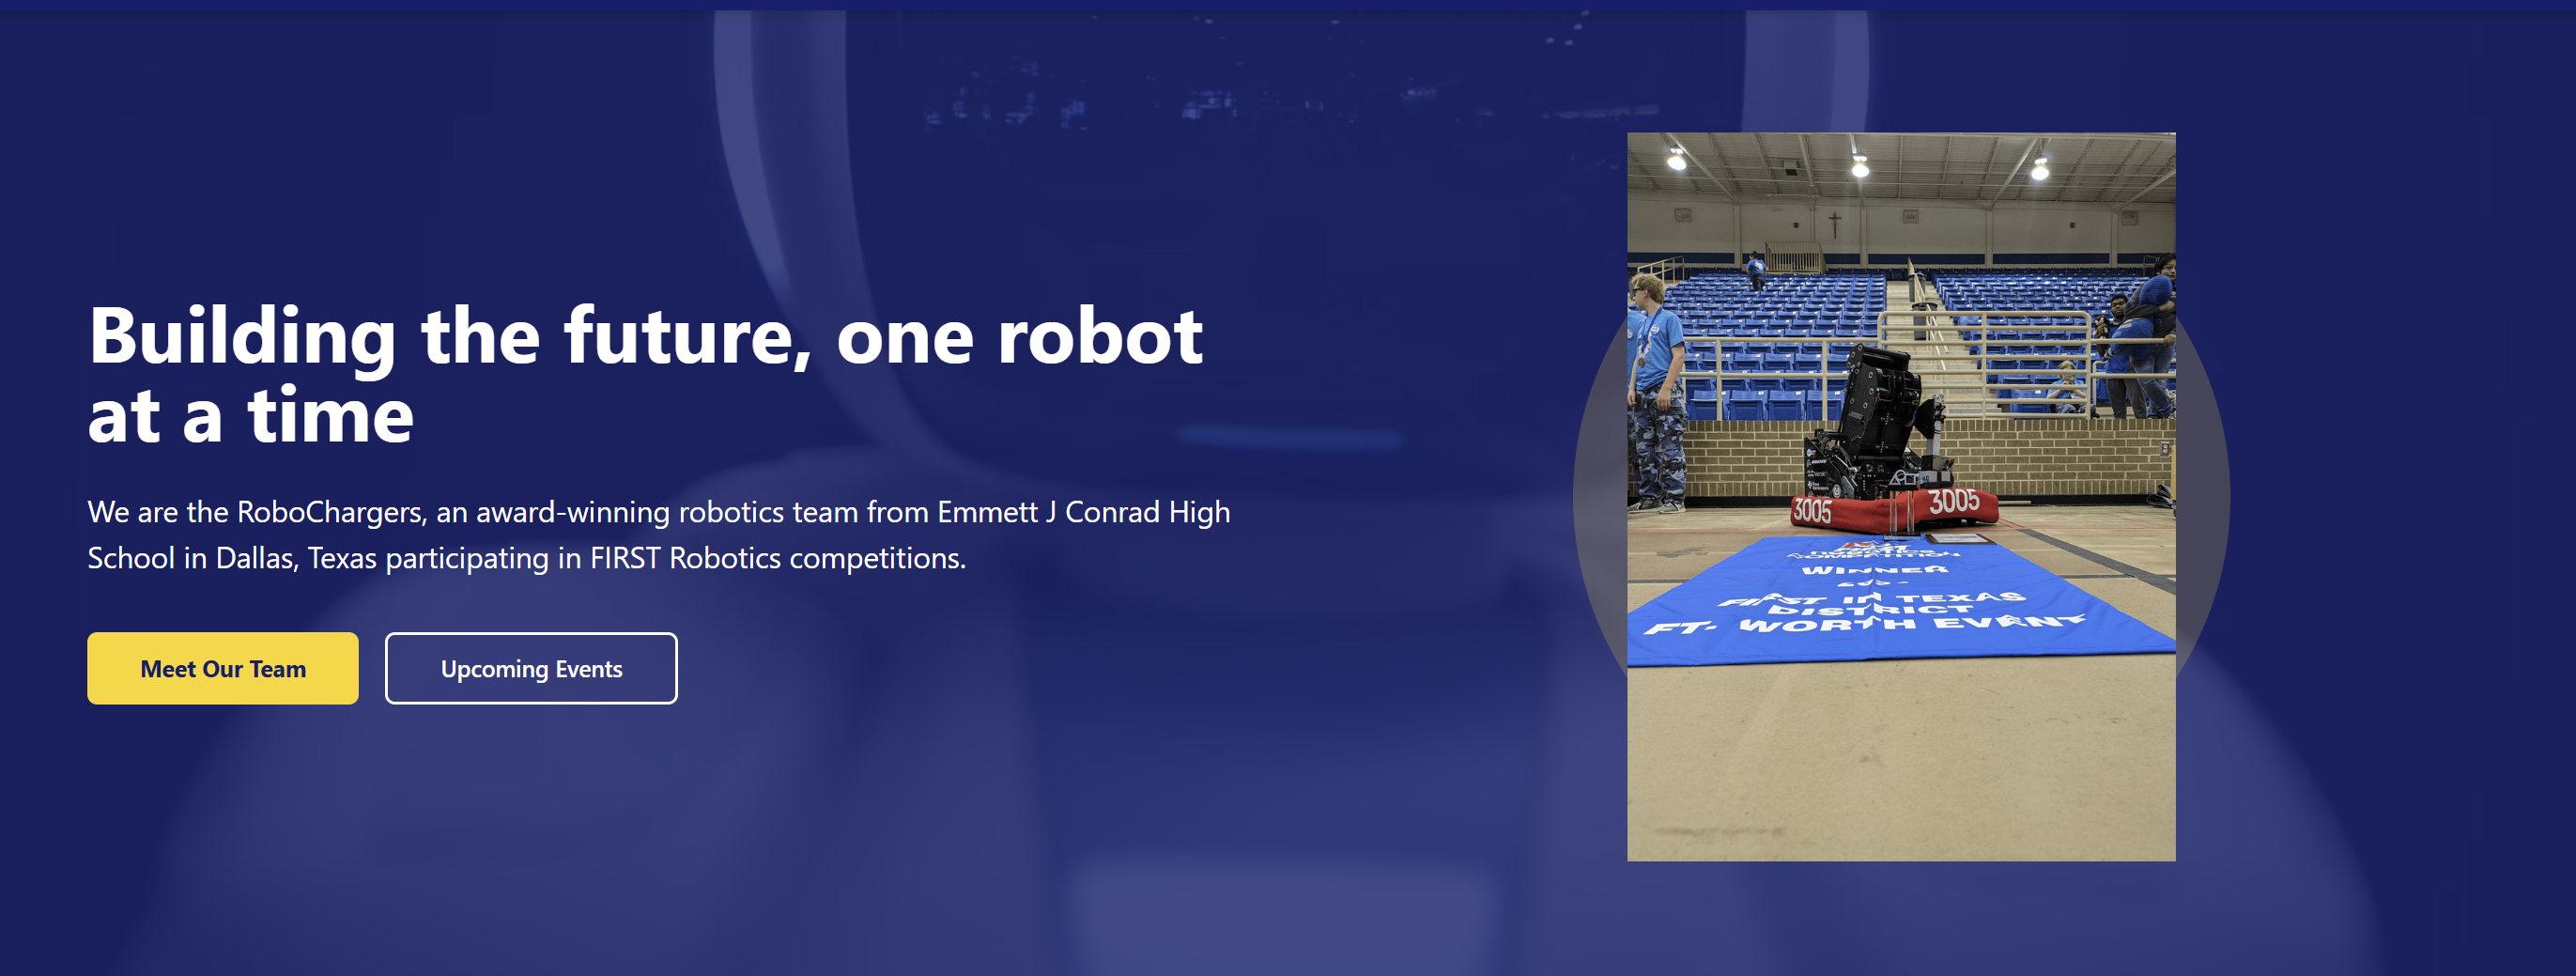 Building the future, one robot
at a time
We are the RoboChargers, an award-winning robotics team from Emmett J Conrad High
School in Dallas, Texas participating in FIRST Robotics competitions.
Meet Our Team
Upcoming Events
3005
3005
COMPETITION
WINNER
FIRST IN TEXAS
DISTRICT
FT. WORTH EVENT